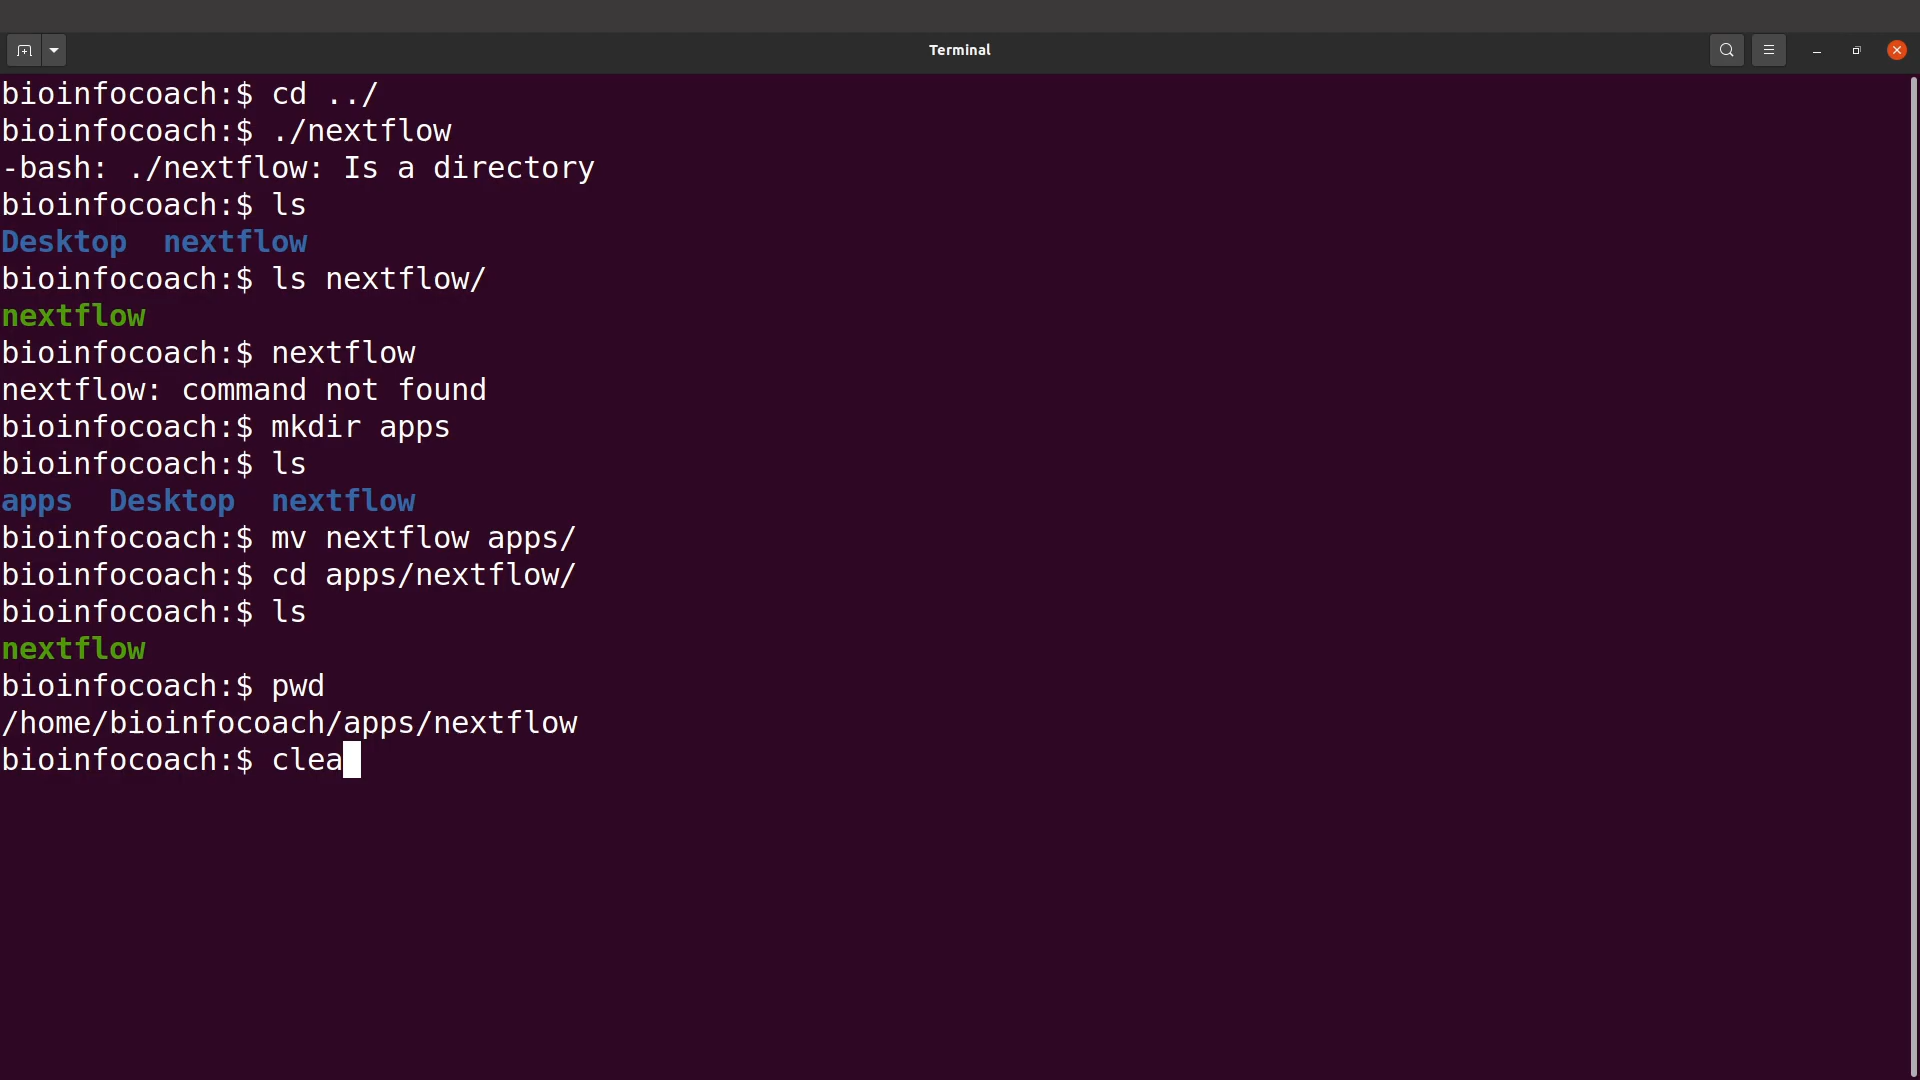 Terminal
bioinfocoach:$ cd ../
bioinfocoach:$ ./nextflow
-bash: ./nextflow: Is a directory
bioinfocoach:$ ls
Desktop  nextflow
bioinfocoach:$ ls nextflow/
nextflow
bioinfocoach:$ nextflow
nextflow: command not found
bioinfocoach:$ mkdir apps
bioinfocoach:$ ls
apps  Desktop  nextflow
bioinfocoach:$ mv nextflow apps/
bioinfocoach:$ cd apps/nextflow/
bioinfocoach:$ ls
nextflow
bioinfocoach:$ pwd
/home/bioinfocoach/apps/nextflow
bioinfocoach:$ clea